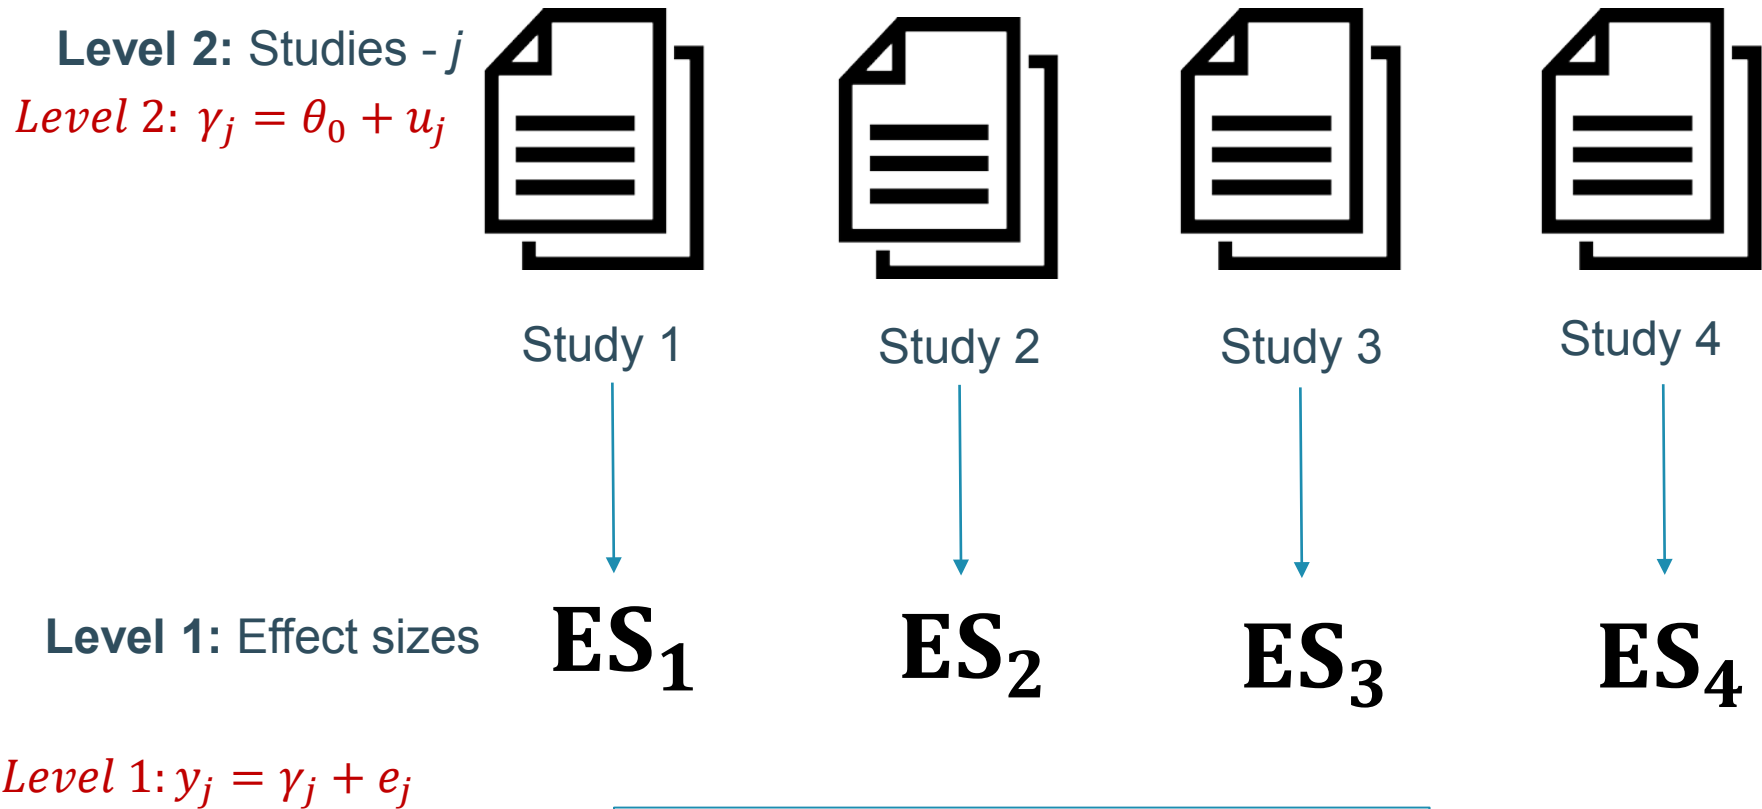 Level 2: Studies - j
Level 2: γⱼ = θ₀ + uⱼ
Study 1
Study 2
Study 3
Study 4
Level 1: Effect sizes
ES₁
ES₂
ES₃
ES₄
Level 1: yⱼ = γⱼ + eⱼ